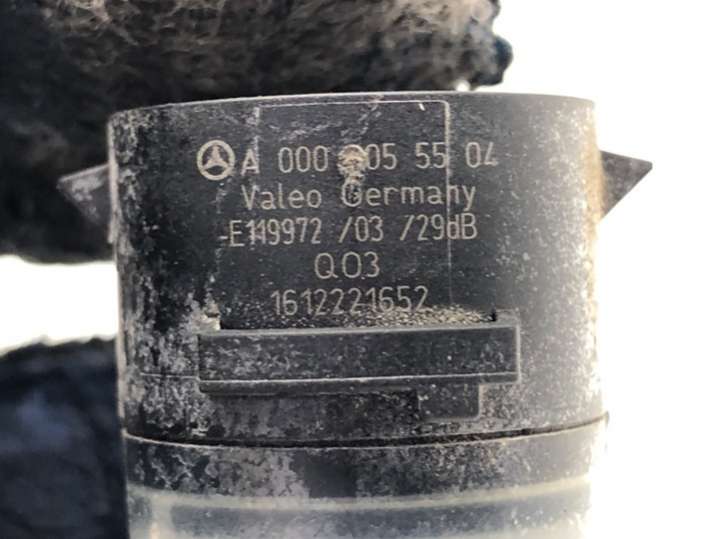 A 000 905 55 04
Valeo Germany
-E119972 /03 /29dB
Q03
1612221652